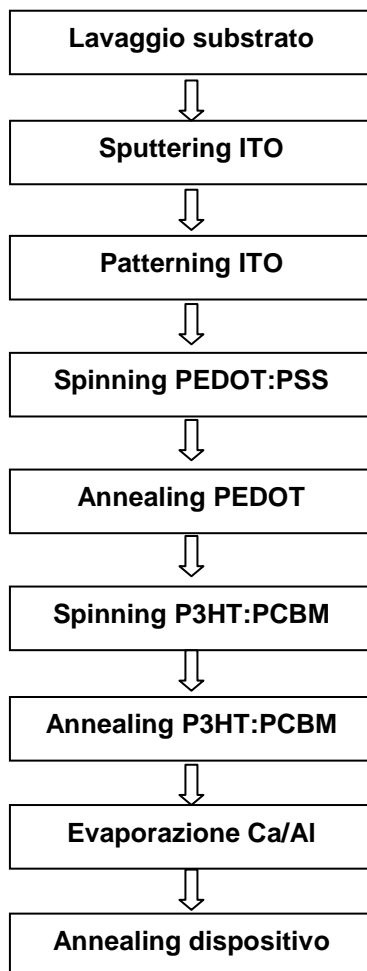 Lavaggio substrato
Sputtering ITO
Patterning ITO
Spinning PEDOT:PSS
Annealing PEDOT
Spinning P3HT:PCBM
Annealing P3HT:PCBM
Evaporazione Ca/Al
Annealing dispositivo